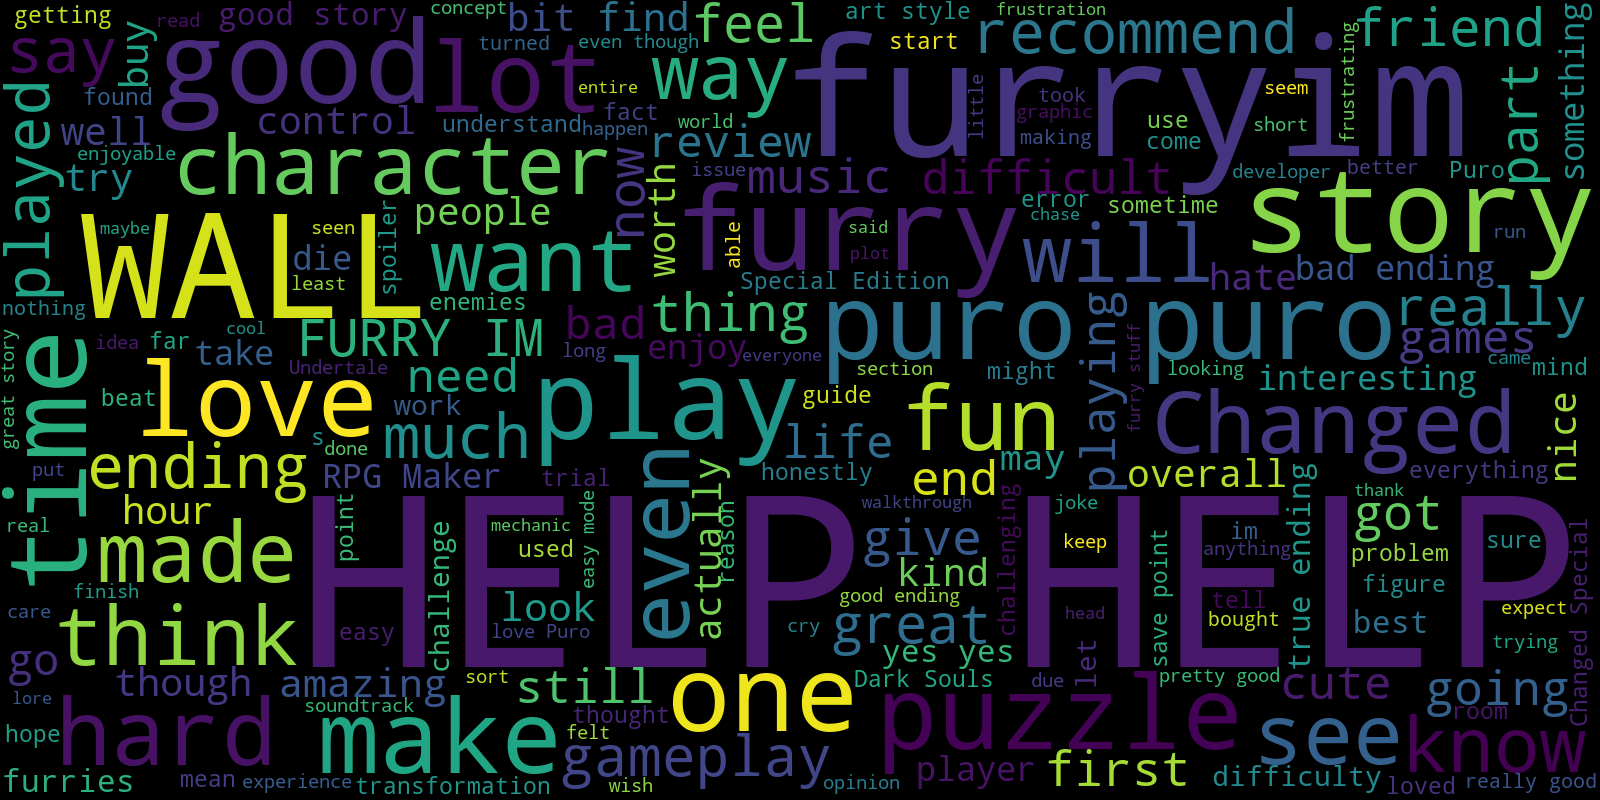 getting
read
good story
concept
bit find
feel
art style
frustration
recommend
friend
something
say
buy
good
lot
turned
even though
way
start
furryim
frustrating
part
played
found
well
control
entire
fact
understand
happen
world
review
little
took
graphic
making
seem
use
come
short
developer
better
Puro
enjoyable
try
character
now
issue
music
difficult
error
chase
sometime
story
run
maybe
WALL
seen
die
least
spoiler
people
want
enemies
worth
furry
able
said
plot
Special Edition
will
hate
bad ending
nothing
time
idea
far
cool
take
FURRY IM
long
bad
thing
enjoy
everyone
puro puro
really
games
came
mind
great story
Undertale
love
beat
need
work
much
play
section
guide
might
playing
furry stuff
looking
interesting
s
done
life
fun
Changed
nice
put
ending
RPG Maker
trial
even
actually
honestly
end
may
overall
everything
hour
real
made
point
HELP HELP
challenge
mechanic
used
easy mode
reason
walkthrough
give
kind
challenging
joke
keep
im
anything
save point
true ending
thank
got
problem
sure
figure
finish
care
think
easy
look
love Puro
good ending
cry
great
yes yes
head
let
tell
bought
best
expect
trying
Changed Special
go
lore
though
amazing
sort
still
one
Dark Souls
due
pretty good
cute
going
room
hope
hard
soundtrack
make
thought
felt
gameplay
puzzle
see
know
furries
mean
experience
transformation
wish
opinion
player
first
difficulty
loved
really good